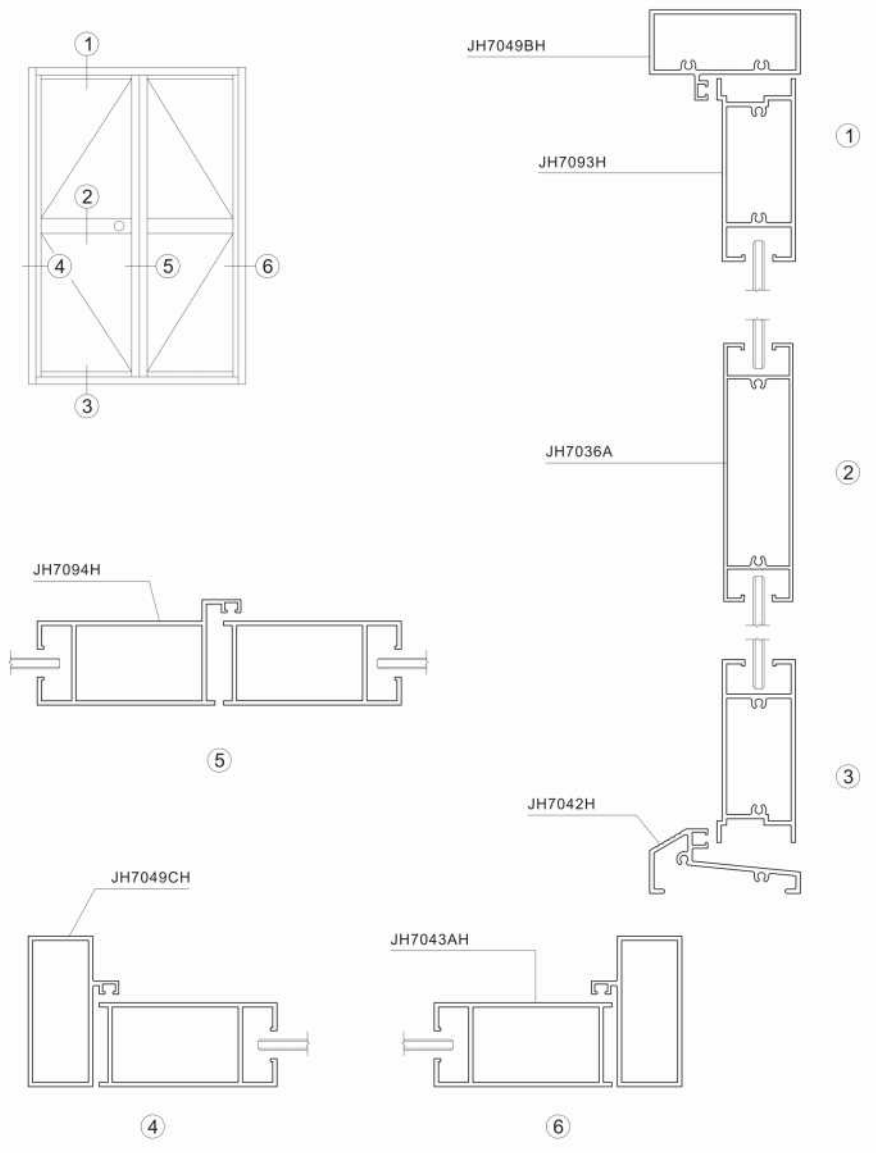 ①
②
④
⑤
⑥
③
JH7049BH
①
JH7093H
JH7036A
②
JH7094H
⑤
③
JH7042H
JH7049CH
JH7043AH
④
⑥